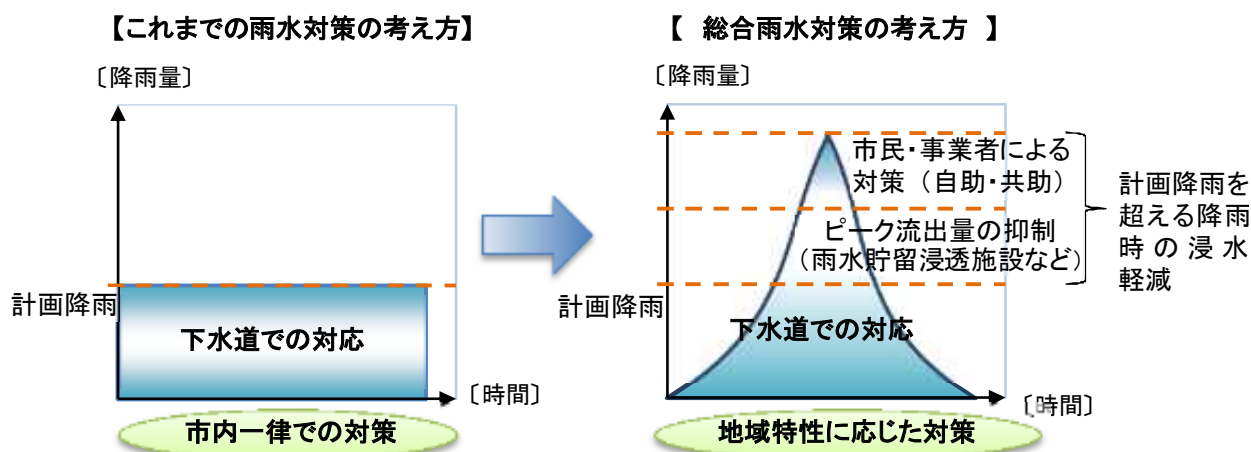 【これまでの雨水対策の考え方】
〔降雨量〕
計画降雨
下水道での対応
〔時間〕
市内一律での対策
【 総合雨水対策の考え方 】
〔降雨量〕
市民・事業者による
対策（自助・共助）
ピーク流出量の抑制
（雨水貯留浸透施設など）
計画降雨
下水道での対応
〔時間〕
地域特性に応じた対策
計画降雨を
超える降雨
時の浸水
軽減